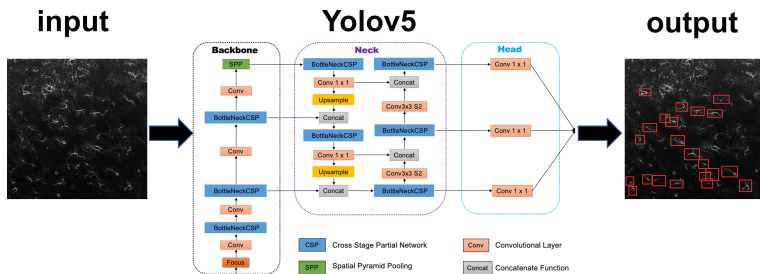 input
Yolov5
output
Backbone
Neck
Head
SPP
Conv
BottleNeckCSP
Conv
BottleNeckCSP
Conv
BottleNeckCSP
Conv
Focus
BottleNeckCSP
Conv 1 x 1
Upsample
Concat
BottleNeckCSP
Conv 1 x 1
Upsample
Concat
BottleNeckCSP
Concat
Conv3x3 S2
BottleNeckCSP
Concat
Conv3x3 S2
BottleNeckCSP
Conv 1 x 1
Conv 1 x 1
Conv 1 x 1
CSP Cross Stage Partial Network
Conv Convolutional Layer
SPP Spatial Pyramid Pooling
Concat Concatenate Function